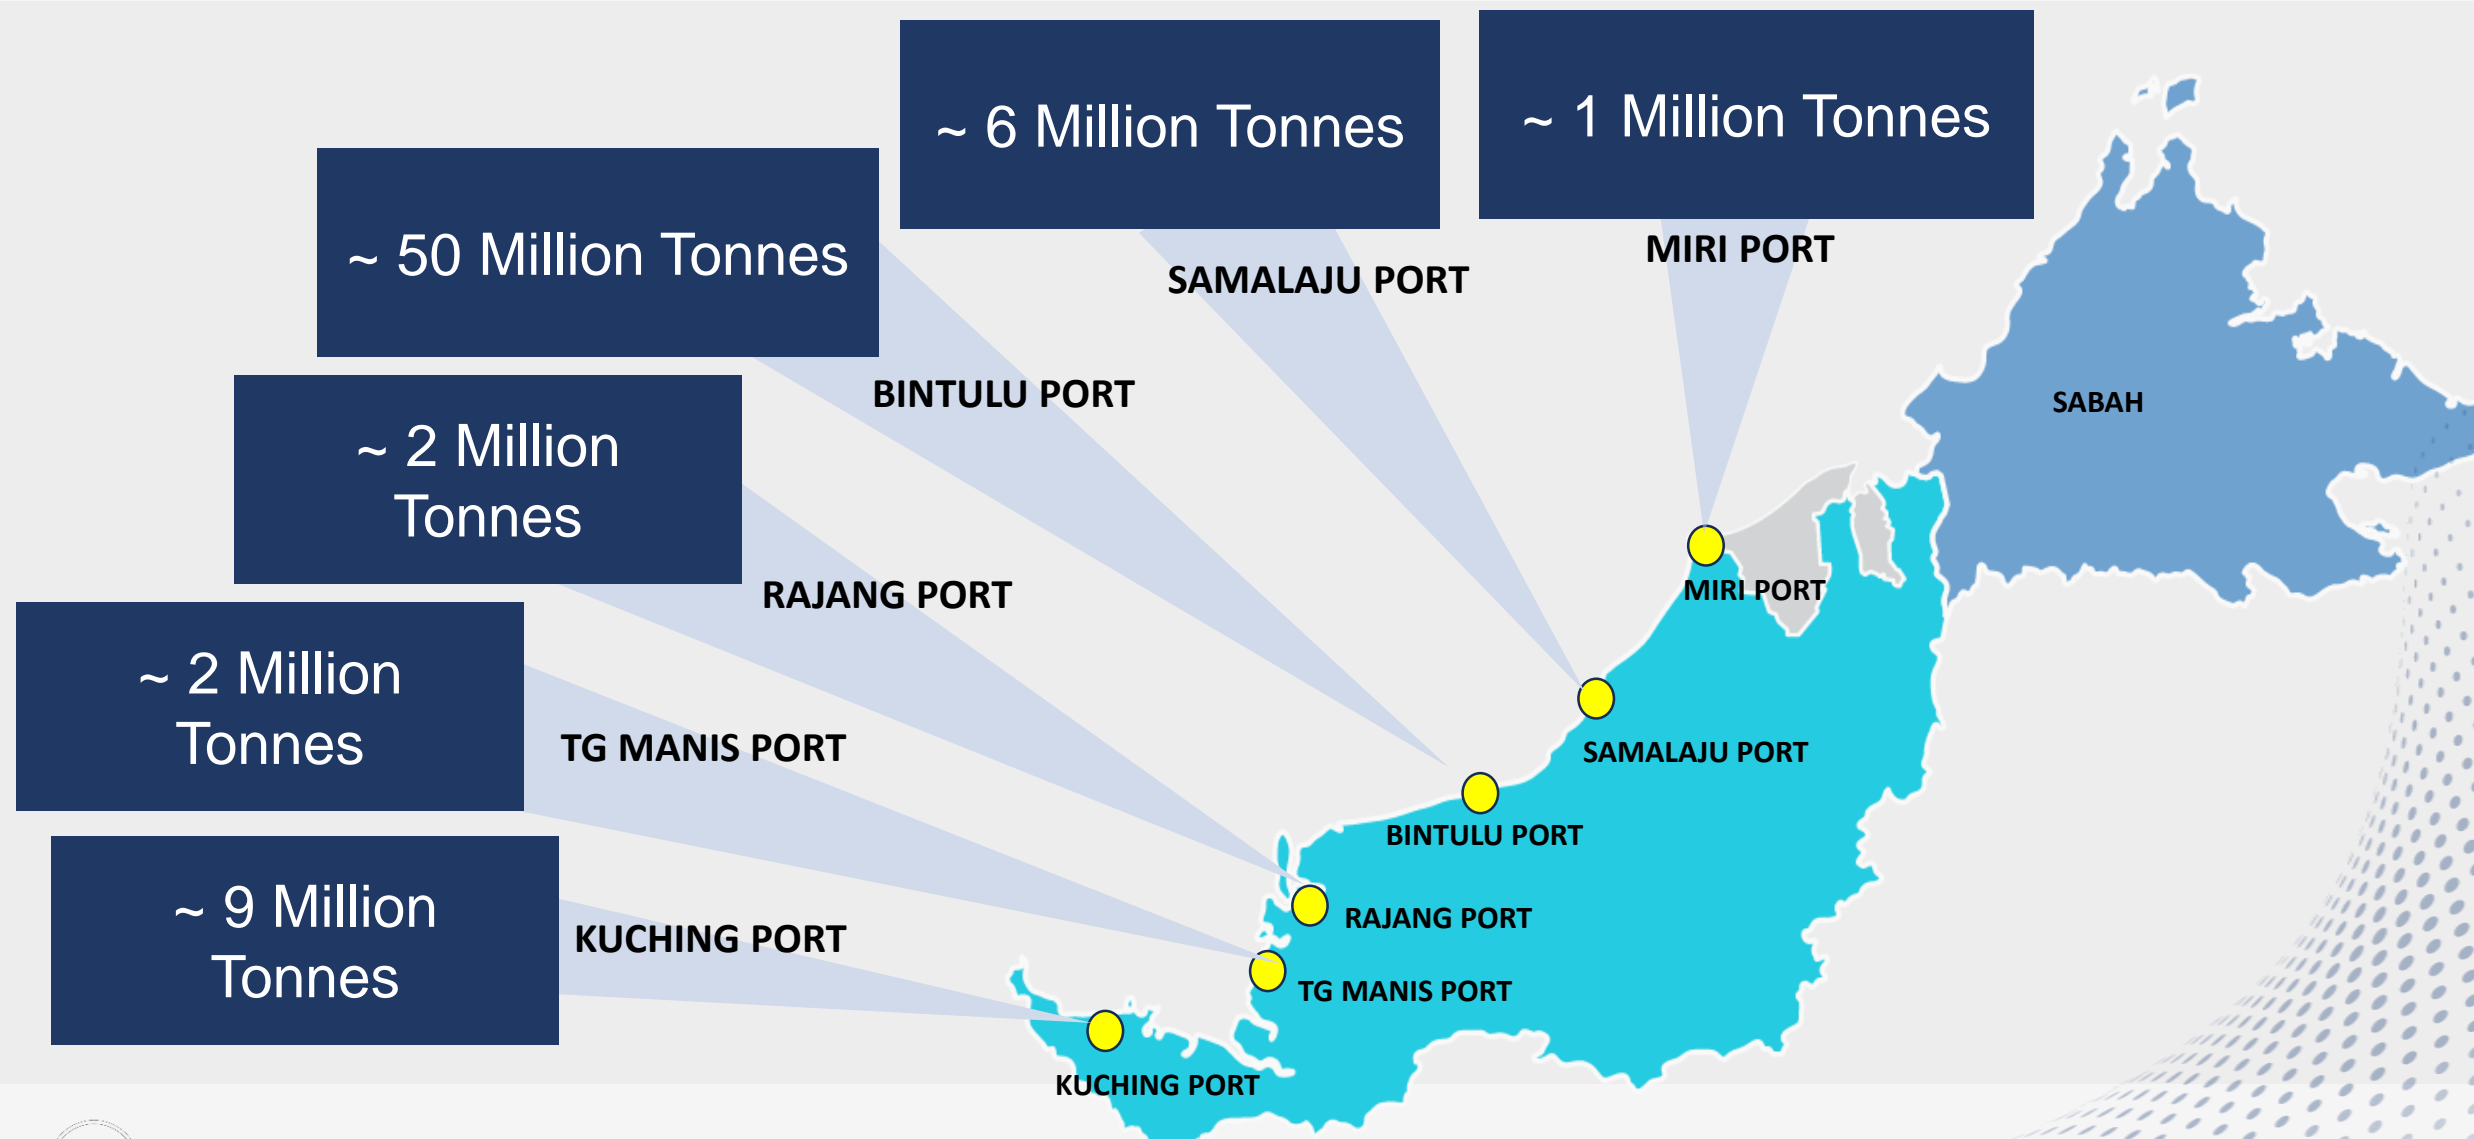 ~ 6 Million Tonnes
~ 1 Million Tonnes
~ 50 Million Tonnes
MIRI PORT
SAMALAJU PORT
BINTULU PORT
~ 2 Million
Tonnes
RAJANG PORT
~ 2 Million
Tonnes
TG MANIS PORT
~ 9 Million
Tonnes
KUCHING PORT
SABAH
MIRI PORT
SAMALAJU PORT
BINTULU PORT
RAJANG PORT
TG MANIS PORT
KUCHING PORT